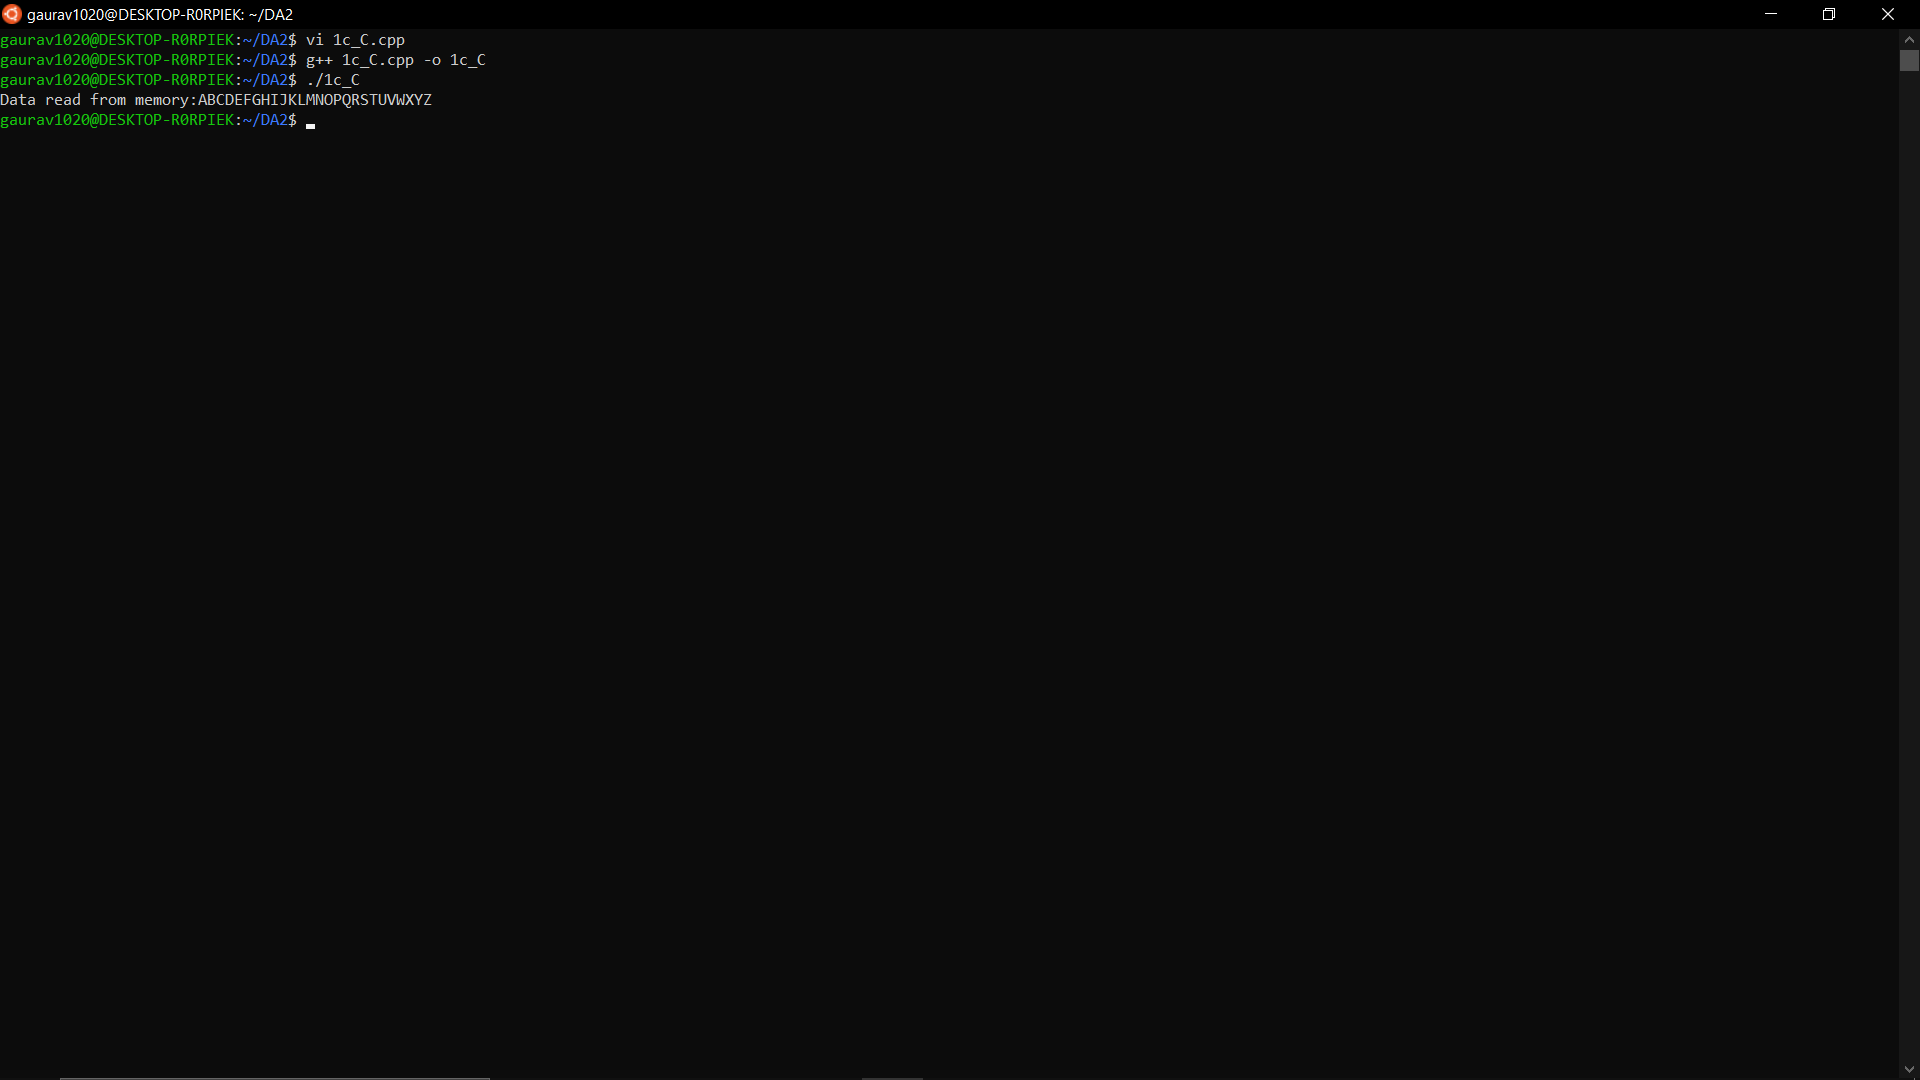 gaurav1020@DESKTOP-R0RPIEK: ~/DA2
gaurav1020@DESKTOP-R0RPIEK:~/DA2$ vi 1c_C.cpp
gaurav1020@DESKTOP-R0RPIEK:~/DA2$ g++ 1c_C.cpp -o 1c_C
gaurav1020@DESKTOP-R0RPIEK:~/DA2$ ./1c_C
Data read from memory:ABCDEFGHIJKLMNOPQRSTUVWXYZ
gaurav1020@DESKTOP-R0RPIEK:~/DA2$